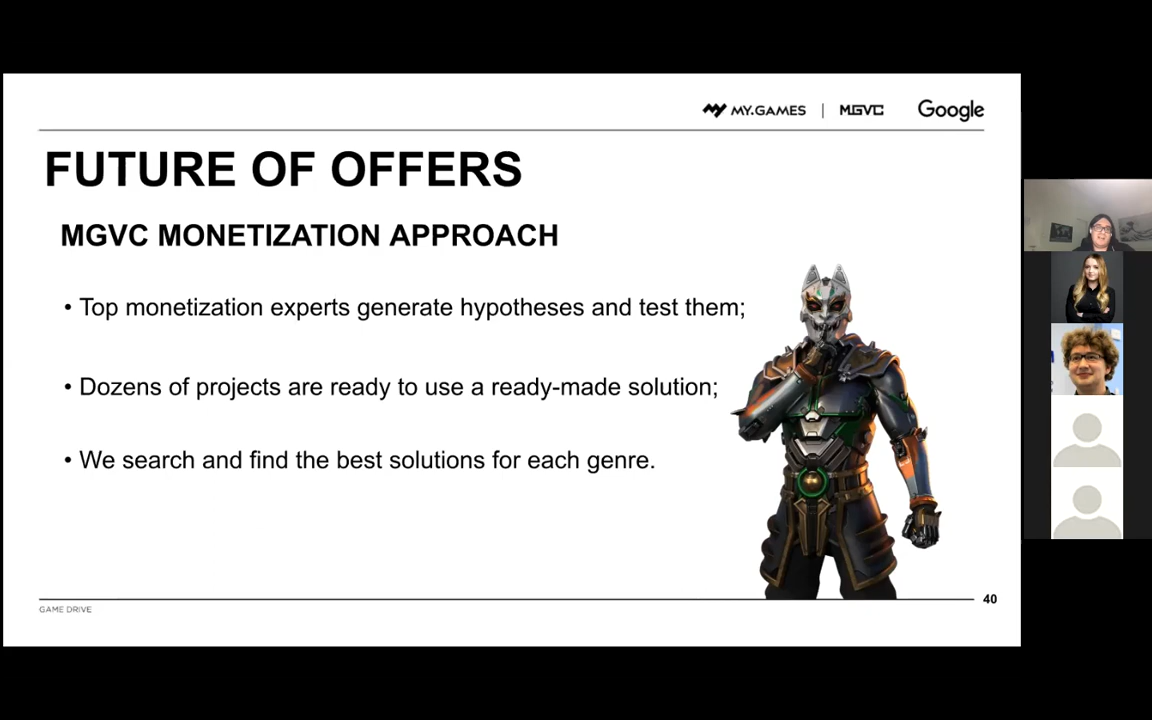 MY.GAMES | MGVC Google
FUTURE OF OFFERS
MGVC MONETIZATION APPROACH
• Top monetization experts generate hypotheses and test them;
• Dozens of projects are ready to use a ready-made solution;
• We search and find the best solutions for each genre.
40
GAME DRIVE